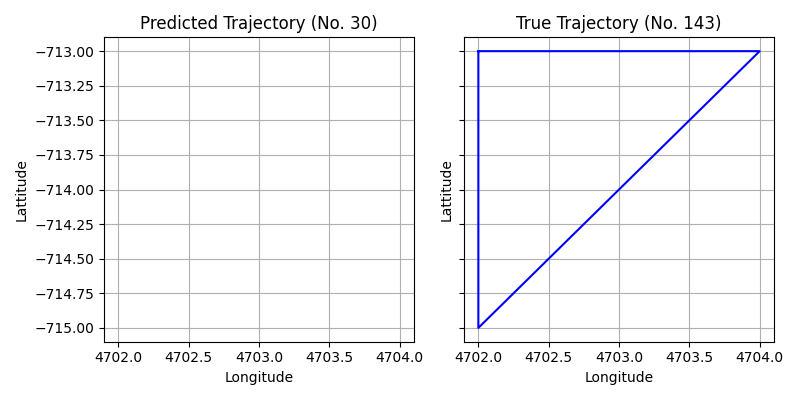 Predicted Trajectory (No. 30)
True Trajectory (No. 143)
−713.00
−713.25
−713.50
−713.75
−714.00
−714.25
−714.50
−714.75
−715.00
Lattitude
Lattitude
4702.0 4702.5 4703.0 4703.5 4704.0
4702.0 4702.5 4703.0 4703.5 4704.0
Longitude
Longitude